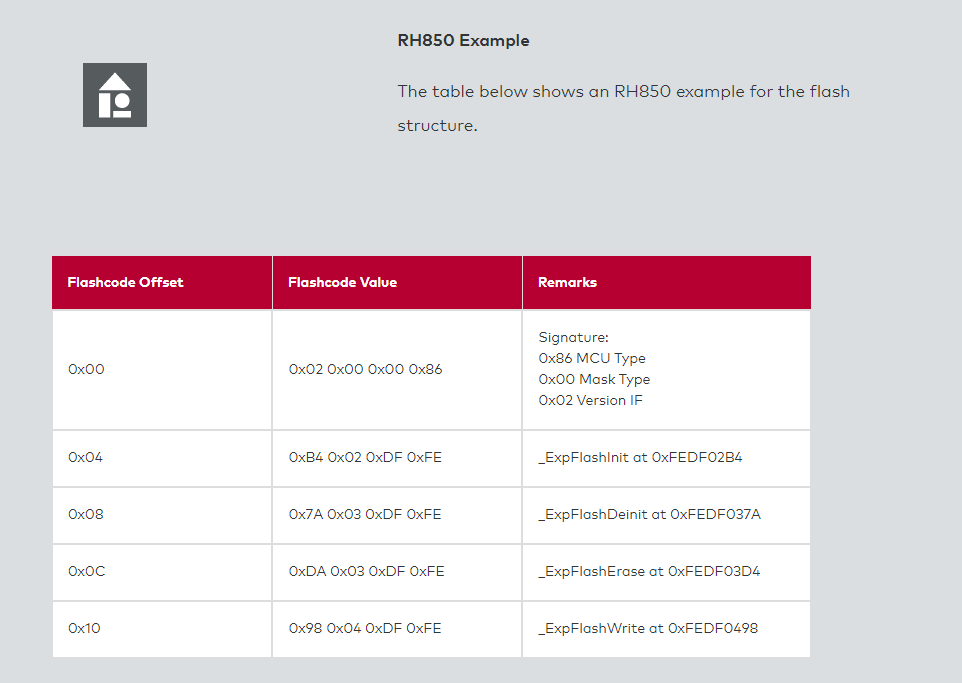 RH850 Example
The table below shows an RH850 example for the flash
structure.
Flashcode Offset Flashcode Value Remarks
0x00 0x02 0x00 0x00 0x86 Signature:
0x86 MCU Type
0x00 Mask Type
0x02 Version IF
0x04 0xB4 0x02 0xDF 0xFE _ExpFlashInit at 0xFEDF02B4
0x08 0x7A 0x03 0xDF 0xFE _ExpFlashDeinit at 0xFEDF037A
0x0C 0xDA 0x03 0xDF 0xFE _ExpFlashErase at 0xFEDF03D4
0x10 0x98 0x04 0xDF 0xFE _ExpFlashWrite at 0xFEDF0498